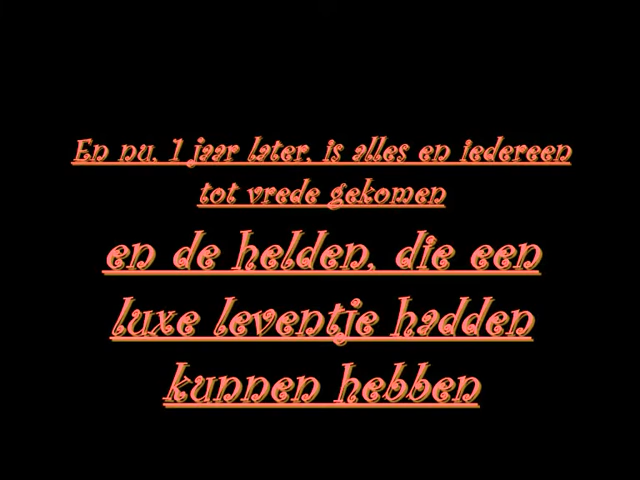 En nu, 1 jaar later, is alles en iedereen
tot vrede gekomen
en de helden, die een
luxe leventje hadden
kunnen hebben